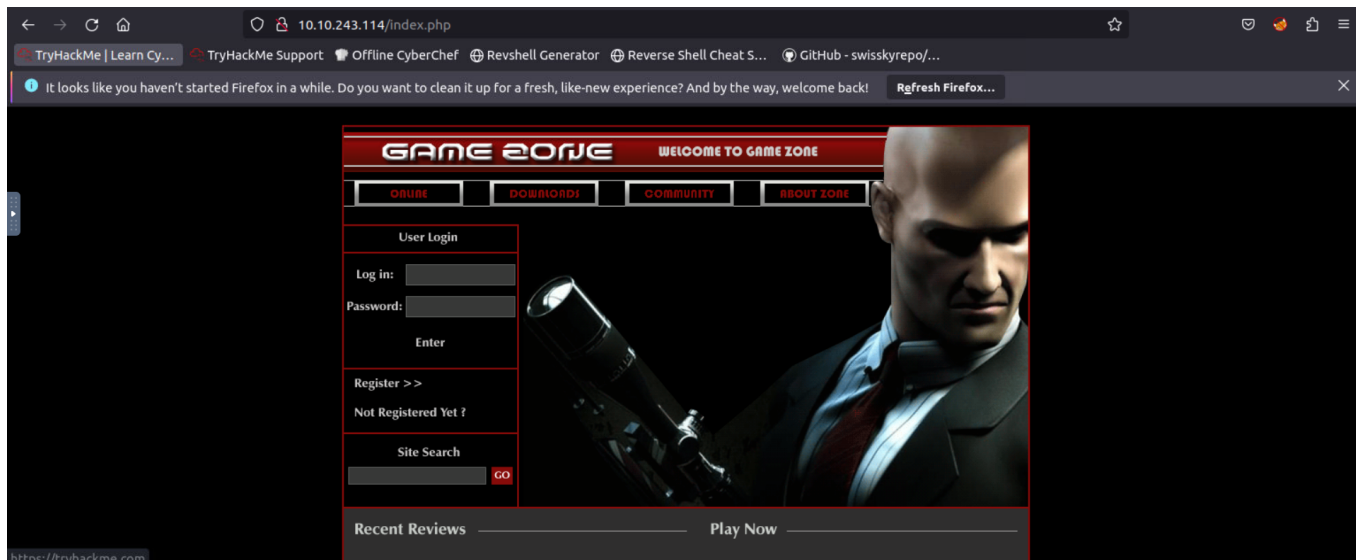 10.10.243.114/index.php
TryHackMe | Learn Cy... TryHackMe Support Offline CyberChef Revshell Generator Reverse Shell Cheat S... GitHub - swisskyrepo/...
It looks like you haven't started Firefox in a while. Do you want to clean it up for a fresh, like-new experience? And by the way, welcome back! Refresh Firefox...
GAME ZONE WELCOME TO GAME ZONE
ONLINE DOWNLOADS COMMUNITY ABOUT ZONE
User Login
Log in:
Password:
Enter
Register >>
Not Registered Yet ?
Site Search
GO
Recent Reviews Play Now
https://tryhackme.com